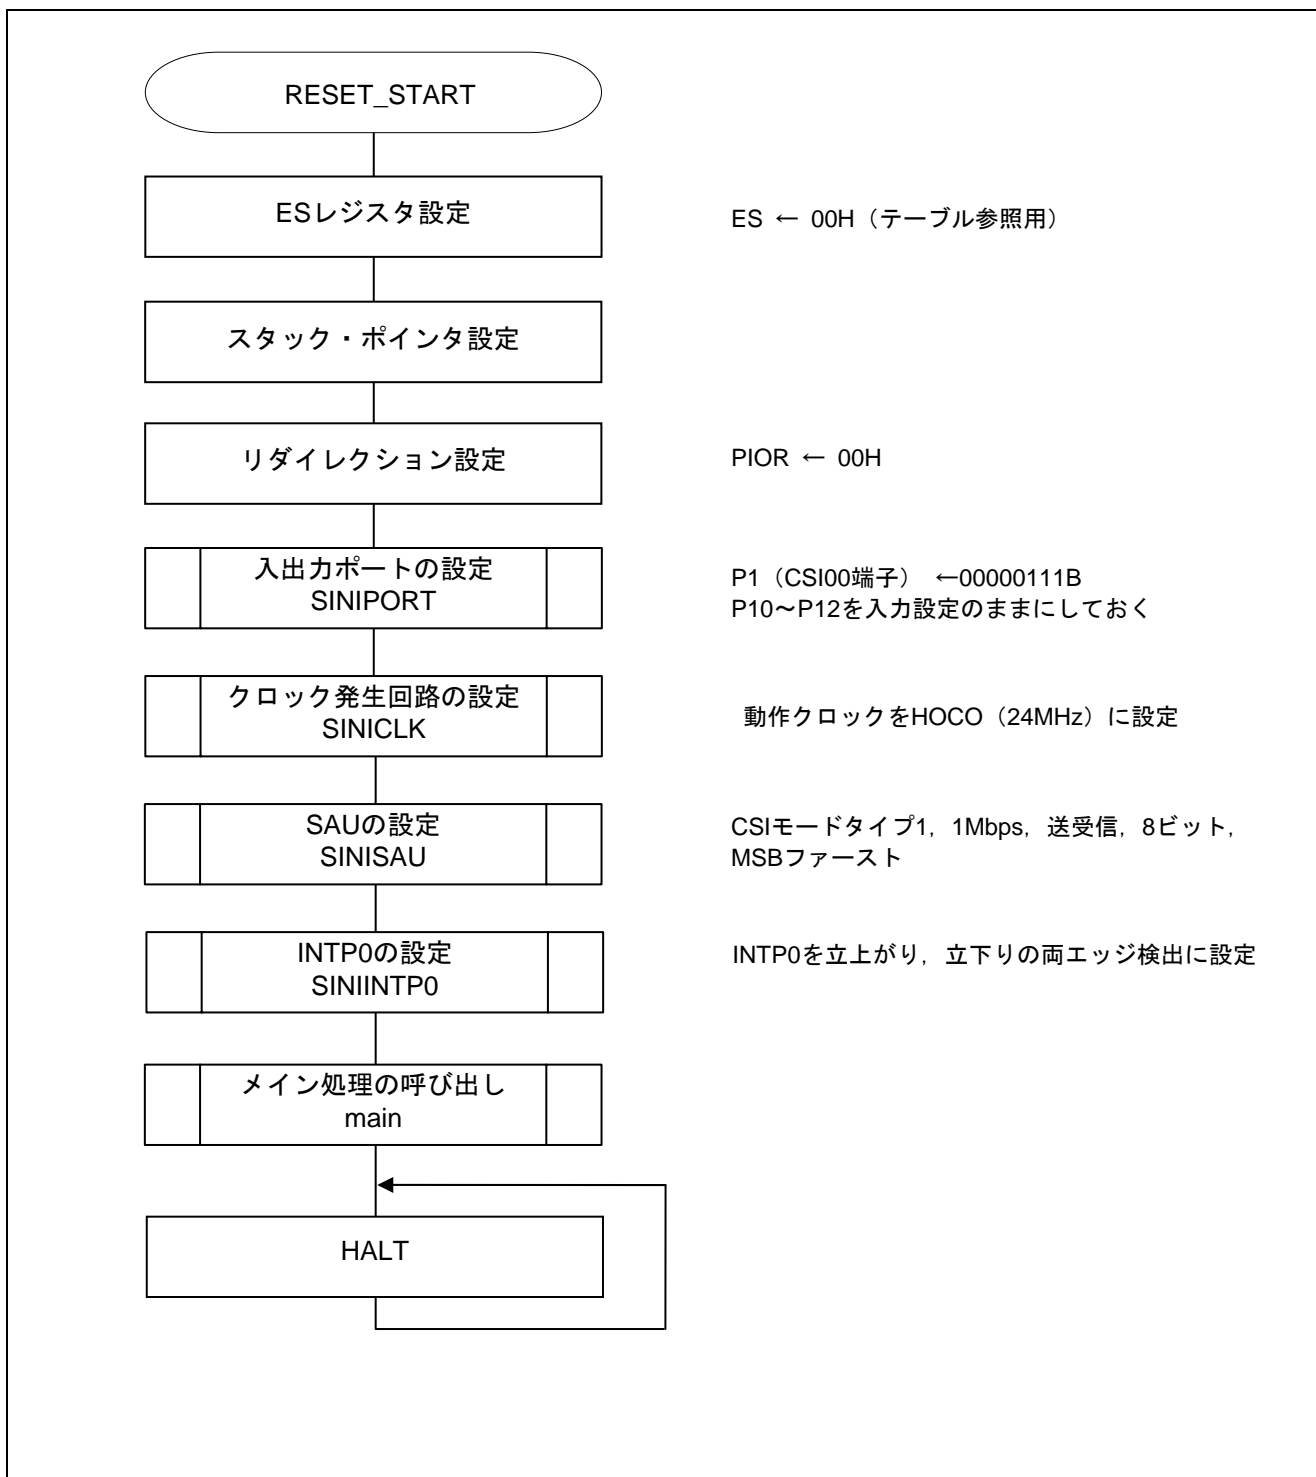 RESET_START
ESレジスタ設定
ES ← 00H（テーブル参照用）
スタック・ポインタ設定
リダイレクション設定
PIOR ← 00H
入出力ポートの設定
SINIPORT
P1（CSI00端子） ←00000111B
P10～P12を入力設定のままにしておく
クロック発生回路の設定
SINICLK
動作クロックをHOCO（24MHz）に設定
SAUの設定
SINISAU
CSIモードタイプ1，1Mbps，送受信，8ビット，
MSBファースト
INTP0の設定
SINIINTP0
INTP0を立上がり，立下りの両エッジ検出に設定
メイン処理の呼び出し
main
HALT